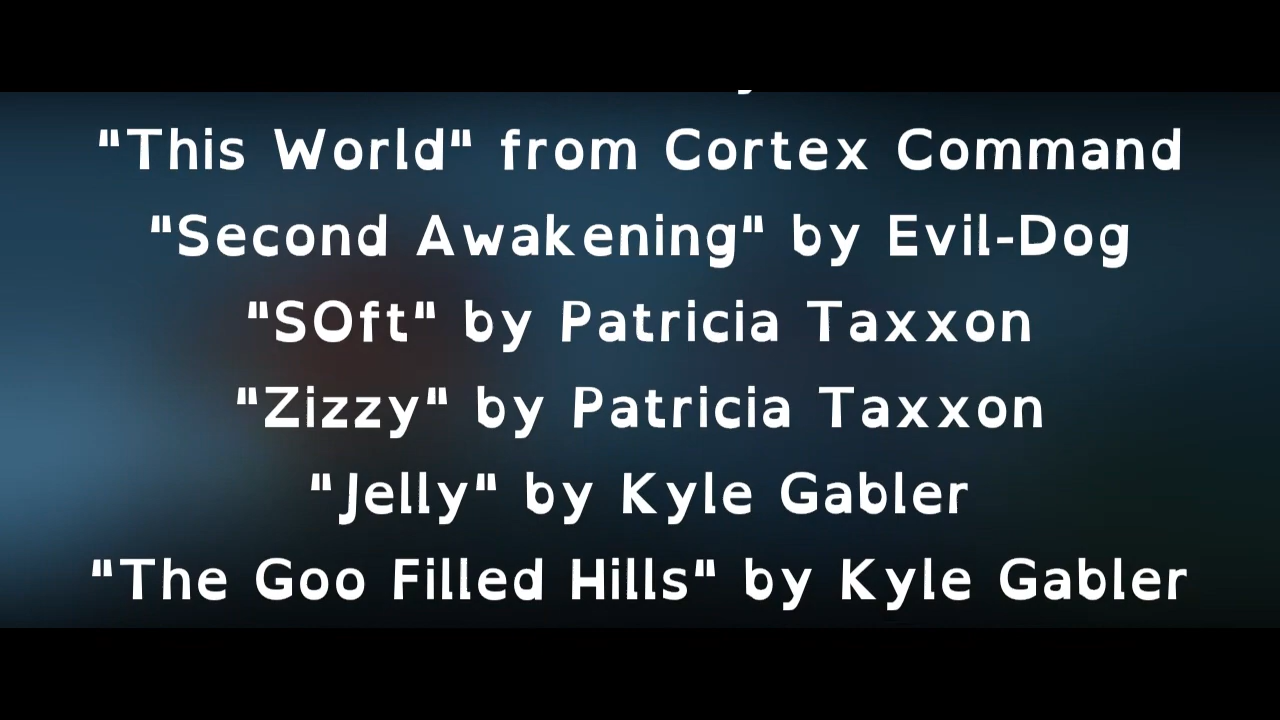 "This World" from Cortex Command
"Second Awakening" by Evil-Dog
"SOft" by Patricia Taxxon
"Zizzy" by Patricia Taxxon
"Jelly" by Kyle Gabler
"The Goo Filled Hills" by Kyle Gabler